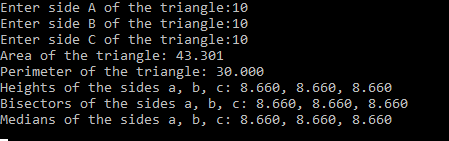 Enter side A of the triangle:10
Enter side B of the triangle:10
Enter side C of the triangle:10
Area of the triangle: 43.301
Perimeter of the triangle: 30.000
Heights of the sides a, b, c: 8.660, 8.660, 8.660
Bisectors of the sides a, b, c: 8.660, 8.660, 8.660
Medians of the sides a, b, c: 8.660, 8.660, 8.660